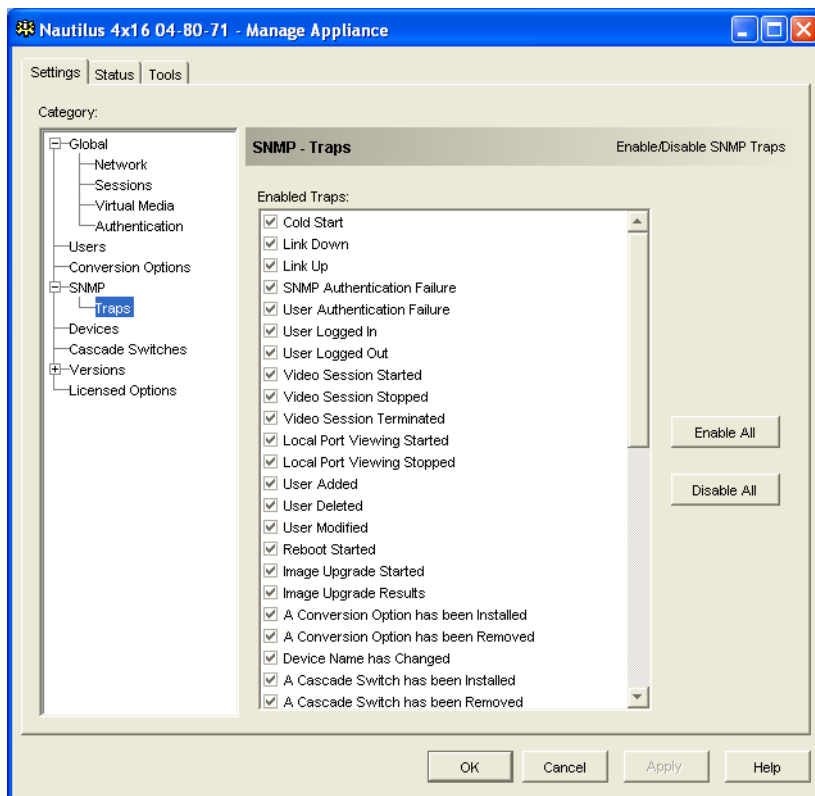 Nautilus 4x16 04-80-71 - Manage Appliance
Settings Status Tools
Category:
Global
Network
Sessions
Virtual Media
Authentication
Users
Conversion Options
SNMP
Traps
Devices
Cascade Switches
Versions
Licensed Options
SNMP - Traps Enable/Disable SNMP Traps
Enabled Traps:
Cold Start
Link Down
Link Up
SNMP Authentication Failure
User Authentication Failure
User Logged In
User Logged Out
Video Session Started
Video Session Stopped
Video Session Terminated
Local Port Viewing Started
Local Port Viewing Stopped
User Added
User Deleted
User Modified
Reboot Started
Image Upgrade Started
Image Upgrade Results
A Conversion Option has been Installed
A Conversion Option has been Removed
Device Name has Changed
A Cascade Switch has been Installed
A Cascade Switch has been Removed
Enable All
Disable All
OK Cancel Apply Help